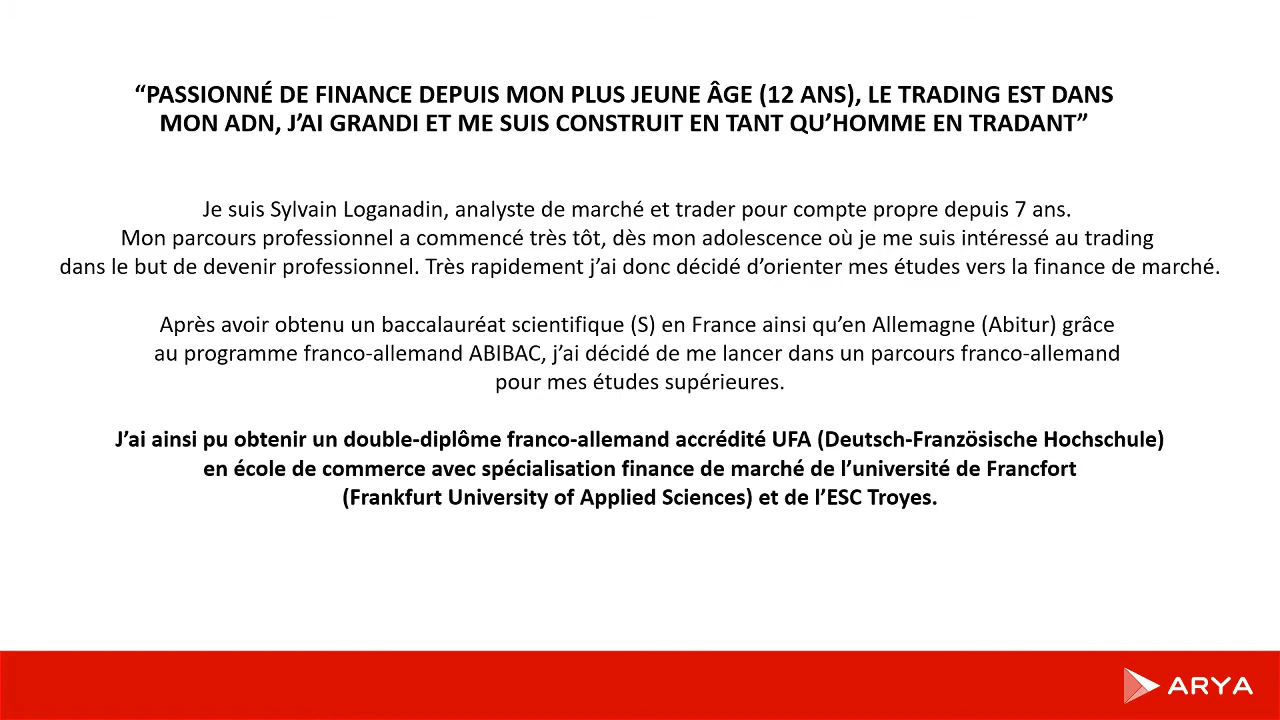 “PASSIONNÉ DE FINANCE DEPUIS MON PLUS JEUNE ÂGE (12 ANS), LE TRADING EST DANS
MON ADN, J’AI GRANDI ET ME SUIS CONSTRUIT EN TANT QU’HOMME EN TRADANT”
Je suis Sylvain Loganadin, analyste de marché et trader pour compte propre depuis 7 ans.
Mon parcours professionnel a commencé très tôt, dès mon adolescence où je me suis intéressé au trading
dans le but de devenir professionnel. Très rapidement j’ai donc décidé d’orienter mes études vers la finance de marché.
Après avoir obtenu un baccalauréat scientifique (S) en France ainsi qu’en Allemagne (Abitur) grâce
au programme franco-allemand ABIBAC, j’ai décidé de me lancer dans un parcours franco-allemand
pour mes études supérieures.
J’ai ainsi pu obtenir un double-diplôme franco-allemand accrédité UFA (Deutsch-Französische Hochschule)
en école de commerce avec spécialisation finance de marché de l’université de Francfort
(Frankfurt University of Applied Sciences) et de l’ESC Troyes.
ARYA